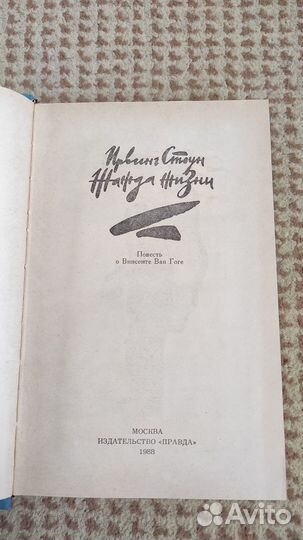 Ирвинг Стоун
Жажда жизни
Повесть
о Винсенте Ван Гоге
МОСКВА
ИЗДАТЕЛЬСТВО «ПРАВДА»
1988
Avito